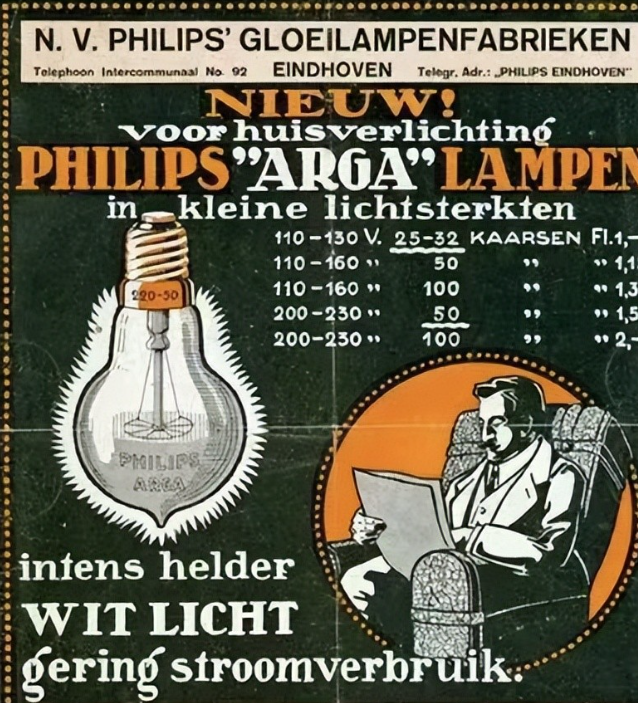 N. V. PHILIPS' GLOEILAMPENFABRIEKEN
Telephoon Intercommunaal No. 92 EINDHOVEN Telegr. Adr.: „PHILIPS EINDHOVEN"
NIEUW!
voor huisverlichting
PHILIPS "ARGA" LAMPEN
in kleine lichtsterkten
110-130 V. 25-32 KAARSEN Fl. 1,-
110-160 " 50 " " 1,1
110-160 " 100 " " 1,3
200-230 " 50 " " 1,5
200-230 " 100 " " 2,-
220-50
PHILIPS
ARGA
intens helder
WIT LICHT
gering stroomverbruik.